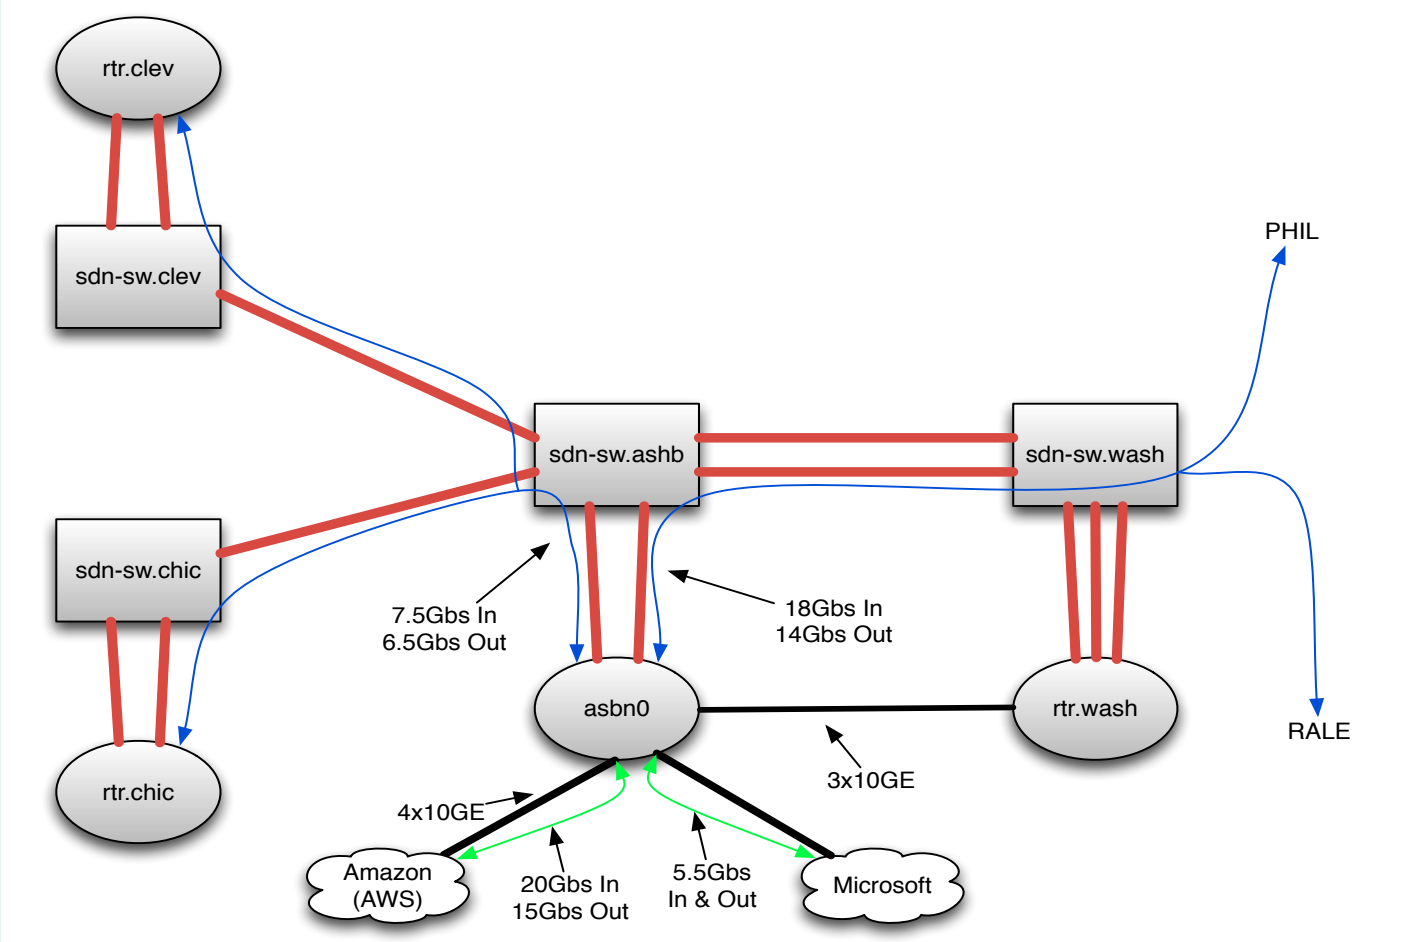 rtr.clev
PHIL
sdn-sw.clev
sdn-sw.ashb
sdn-sw.wash
sdn-sw.chic
7.5Gbs In
6.5Gbs Out
18Gbs In
14Gbs Out
asbn0
rtr.wash
RALE
3x10GE
rtr.chic
4x10GE
Amazon
(AWS)
20Gbs In
15Gbs Out
5.5Gbs
In & Out
Microsoft